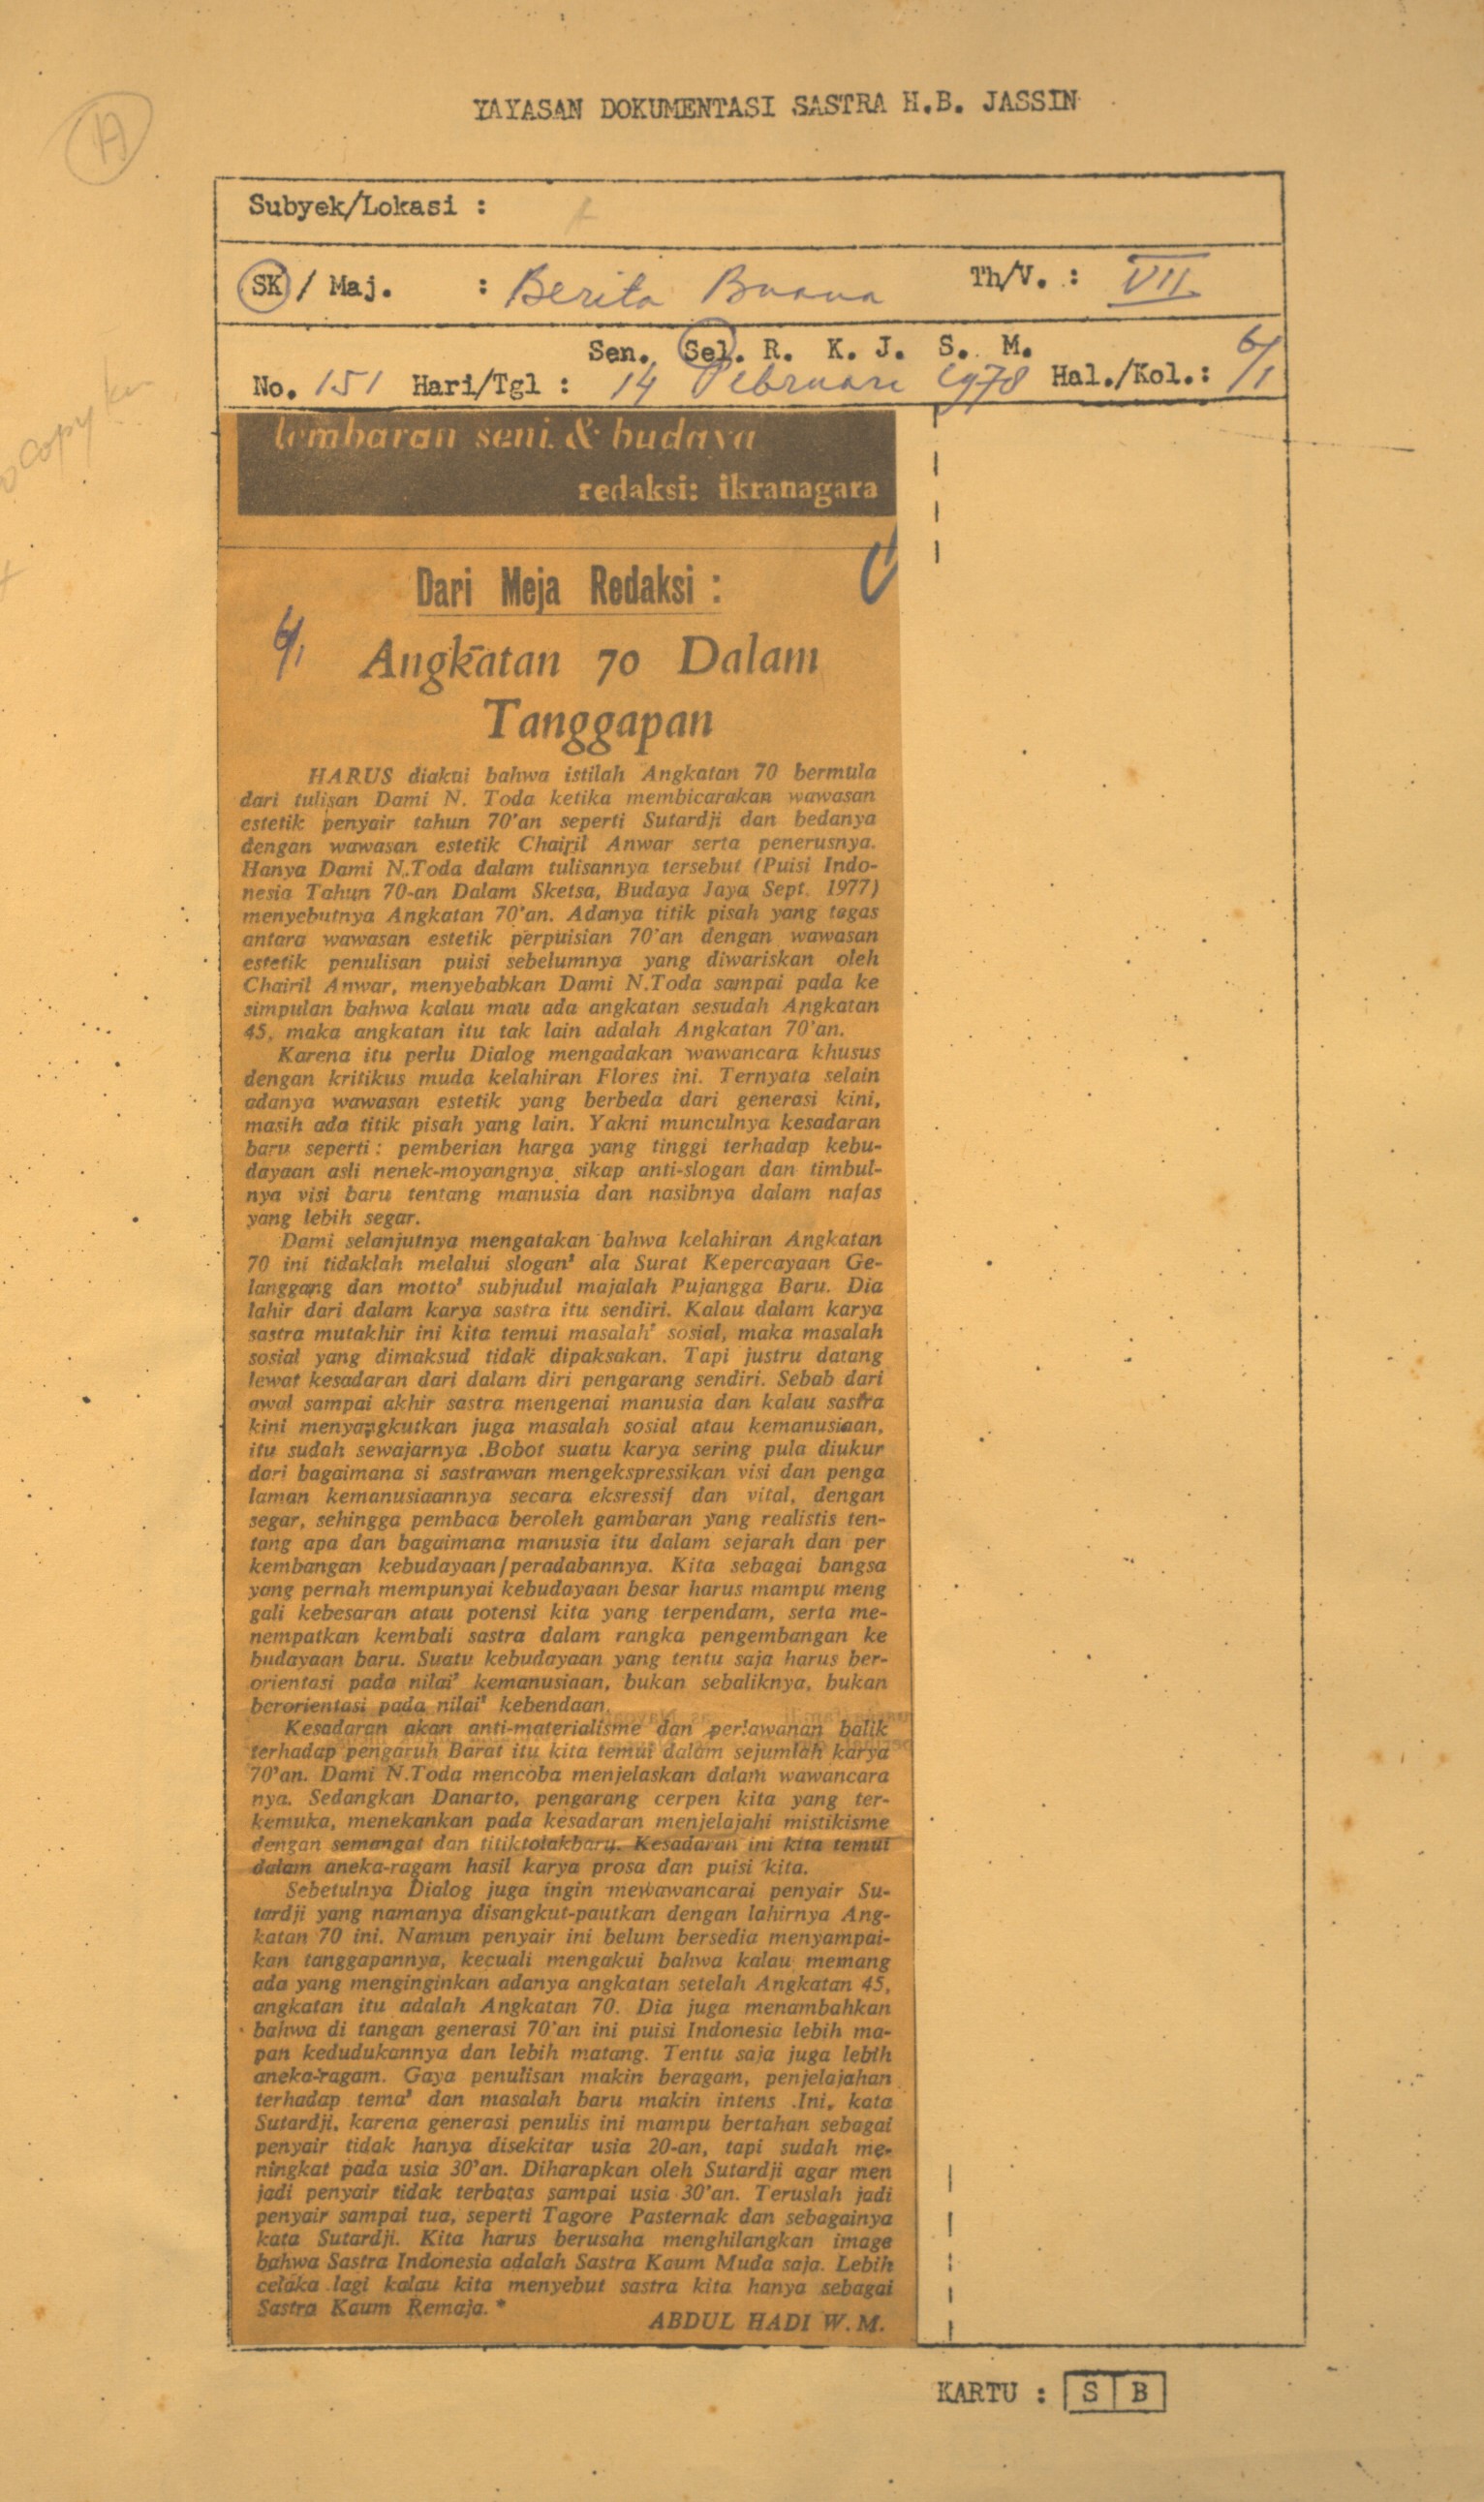 H
YAYASAN DOKUMENTASI SASTRA H.B. JASSIN
Subyek/Lokasi :
SK / Maj. : Berita Buana Th/V. : VII
Sen. Sel. R. K. J. S. M.
No. 151 Hari/Tgl : 14 Pebruari 1978 Hal./Kol.: 6/1
copy
lembaran seni & budaya
redaksi: ikranagara
Dari Meja Redaksi :
6/1
Angkatan 70 Dalam
Tanggapan
HARUS diakui bahwa istilah Angkatan 70 bermula
dari tulisan Dami N. Toda ketika membicarakan wawasan
estetik penyair tahun 70'an seperti Sutardji dan bedanya
dengan wawasan estetik Chairil Anwar serta penerusnya.
Hanya Dami N.Toda dalam tulisannya tersebut (Puisi Indo-
nesia Tahun 70-an Dalam Sketsa, Budaya Jaya Sept. 1977)
menyebutnya Angkatan 70'an. Adanya titik pisah yang tegas
antara wawasan estetik perpuisian 70'an dengan wawasan
estetik penulisan puisi sebelumnya yang diwariskan oleh
Chairil Anwar, menyebabkan Dami N.Toda sampai pada ke
simpulan bahwa kalau mau ada angkatan sesudah Angkatan
45, maka angkatan itu tak lain adalah Angkatan 70'an.
Karena itu perlu Dialog mengadakan wawancara khusus
dengan kritikus muda kelahiran Flores ini. Ternyata selain
adanya wawasan estetik yang berbeda dari generasi kini,
masih ada titik pisah yang lain. Yakni munculnya kesadaran
baru seperti : pemberian harga yang tinggi terhadap kebu-
dayaan asli nenek-moyangnya, sikap anti-slogan dan timbul-
nya visi baru tentang manusia dan nasibnya dalam nafas
yang lebih segar.
Dami selanjutnya mengatakan bahwa kelahiran Angkatan
70 ini tidaklah melalui slogan² ala Surat Kepercayaan Ge-
langgang dan motto² subjudul majalah Pujangga Baru. Dia
lahir dari dalam karya sastra itu sendiri. Kalau dalam karya
sastra mutakhir ini kita temui masalah² sosial, maka masalah
sosial yang dimaksud tidak dipaksakan. Tapi justru datang
lewat kesadaran dari dalam diri pengarang sendiri. Sebab dari
awal sampai akhir sastra mengenai manusia dan kalau sastra
kini menyangkutkan juga masalah sosial atau kemanusiaan,
itu sudah sewajarnya .Bobot suatu karya sering pula diukur
dari bagaimana si sastrawan mengekspressikan visi dan penga
laman kemanusiaannya secara eksressif dan vital, dengan
segar, sehingga pembaca beroleh gambaran yang realistis ten-
tang apa dan bagaimana manusia itu dalam sejarah dan per
kembangan kebudayaan/peradabannya. Kita sebagai bangsa
yang pernah mempunyai kebudayaan besar harus mampu meng
gali kebesaran atau potensi kita yang terpendam, serta me-
nempatkan kembali sastra dalam rangka pengembangan ke
budayaan baru. Suatu kebudayaan yang tentu saja harus ber-
orientasi pada nilai² kemanusiaan, bukan sebaliknya, bukan
berorientasi pada nilai² kebendaan.
Kesadaran akan anti-materialisme dan perlawanan balik
terhadap pengaruh Barat itu kita temui dalam sejumlah karya
70'an. Dami N.Toda mencoba menjelaskan dalam wawancara
nya. Sedangkan Danarto, pengarang cerpen kita yang ter-
kemuka, menekankan pada kesadaran menjelajahi mistikisme
dengan semangat dan titiktolakbaru. Kesadaran ini kita temui
dalam aneka-ragam hasil karya prosa dan puisi kita.
Sebetulnya Dialog juga ingin mewawancarai penyair Su-
tardji yang namanya disangkut-pautkan dengan lahirnya Ang-
katan 70 ini. Namun penyair ini belum bersedia menyampai-
kan tanggapannya, kecuali mengakui bahwa kalau memang
ada yang menginginkan adanya angkatan setelah Angkatan 45,
angkatan itu adalah Angkatan 70. Dia juga menambahkan
bahwa di tangan generasi 70'an ini puisi Indonesia lebih ma-
pan kedudukannya dan lebih matang. Tentu saja juga lebih
aneka-ragam. Gaya penulisan makin beragam, penjelajahan
terhadap tema² dan masalah baru makin intens .Ini, kata
Sutardji, karena generasi penulis ini mampu bertahan sebagai
penyair tidak hanya disekitar usia 20-an, tapi sudah me-
ningkat pada usia 30'an. Diharapkan oleh Sutardji agar men
jadi penyair tidak terbatas sampai usia 30'an. Teruslah jadi
penyair sampai tua, seperti Tagore Pasternak dan sebagainya
kata Sutardji. Kita harus berusaha menghilangkan image
bahwa Sastra Indonesia adalah Sastra Kaum Muda saja. Lebih
celaka lagi kalau kita menyebut sastra kita hanya sebagai
Sastra Kaum Remaja.*
ABDUL HADI W.M.
KARTU : S B